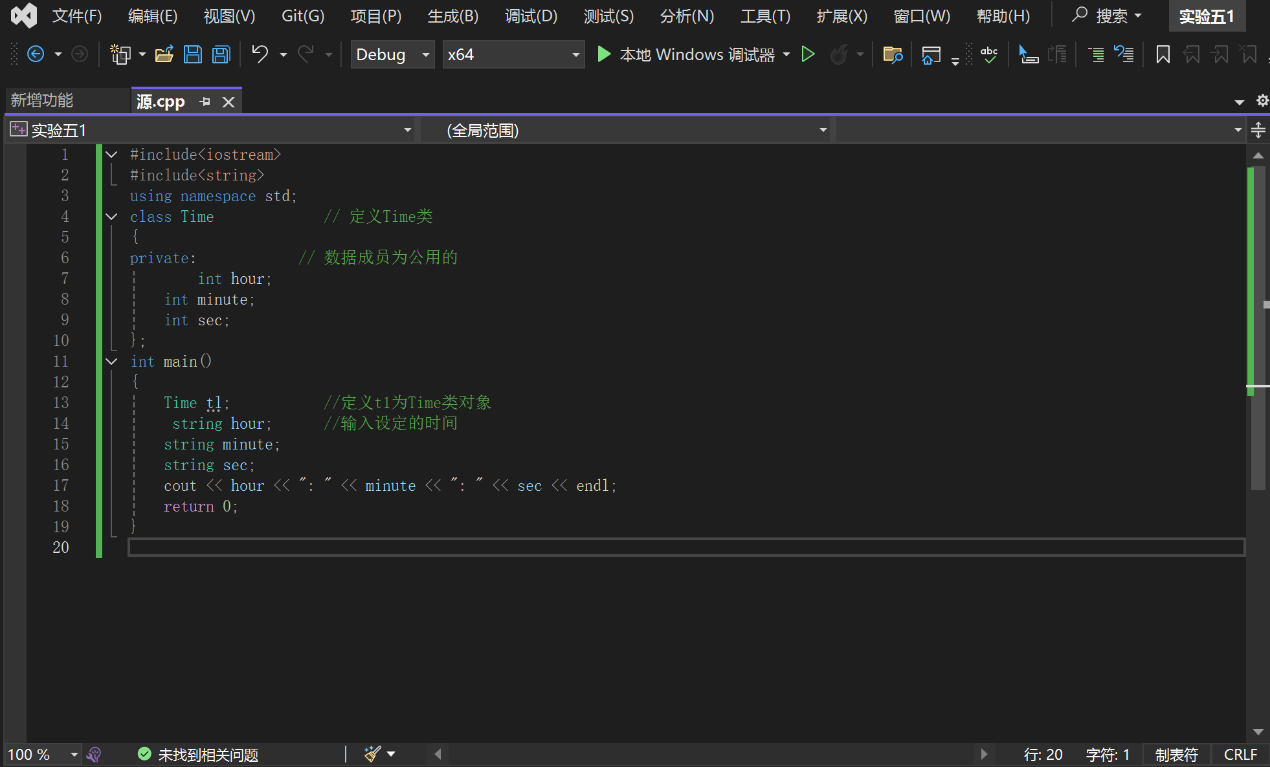 文件(F) 编辑(E) 视图(V) Git(G) 项目(P) 生成(B) 调试(D) 测试(S) 分析(N) 工具(T) 扩展(X) 窗口(W) 帮助(H) 搜索 实验五1
Debug x64 本地 Windows 调试器 abc
新增功能 源.cpp
实验五1 (全局范围)
1 #include<iostream>
2 #include<string>
3 using namespace std;
4 class Time // 定义Time类
5 {
6 private: // 数据成员为公用的
7 int hour;
8 int minute;
9 int sec;
10 };
11 int main()
12 {
13 Time t1; //定义t1为Time类对象
14 string hour; //输入设定的时间
15 string minute;
16 string sec;
17 cout << hour << ": " << minute << ": " << sec << endl;
18 return 0;
19 }
20
100 % 未找到相关问题 行: 20 字符: 1 制表符 CRLF